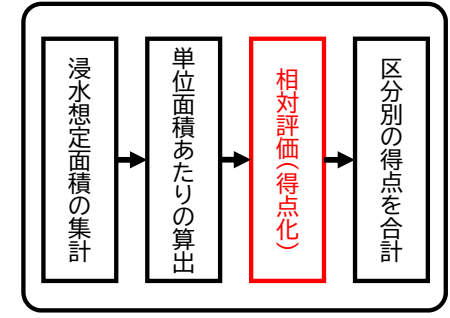 浸水想定面積の集計
単位面積あたりの算出
相対評価(得点化)
区分別の得点を合計